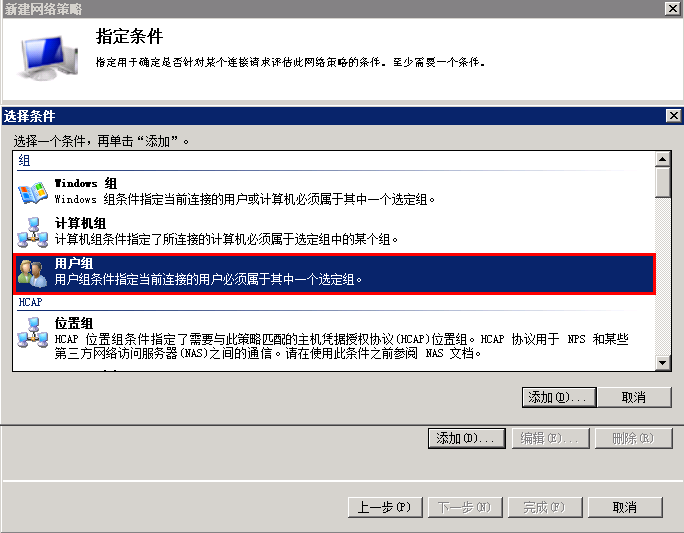 新建网络策略
指定条件
指定用于确定是否针对某个连接请求评估此网络策略的条件。至少需要一个条件。
选择条件
选择一个条件，再单击“添加”。
组
Windows 组
Windows 组条件指定当前连接的用户或计算机必须属于其中一个选定组。
计算机组
计算机组条件指定了所连接的计算机必须属于选定组中的某个组。
用户组
用户组条件指定当前连接的用户必须属于其中一个选定组。
HCAP
位置组
HCAP 位置组条件指定了需要与此策略匹配的主机凭据授权协议(HCAP)位置组。HCAP 协议用于 NPS 和某些
第三方网络访问服务器(NAS)之间的通信。请在使用此条件之前参阅 NAS 文档。
添加(D)... 取消
添加(D)... 编辑(E)... 删除(R)
上一步(P) 下一步(N) 完成(F) 取消